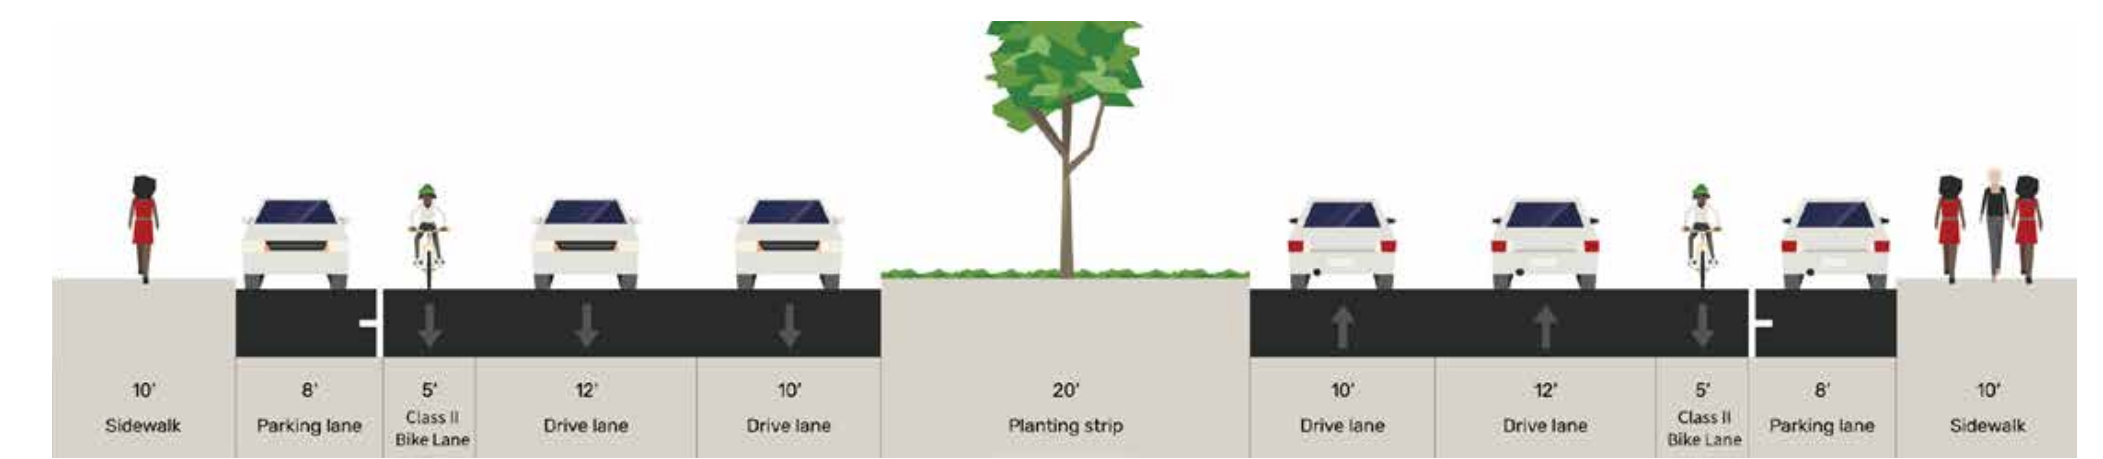 10' 8' 5' 12' 10' 20' 10' 12' 5' 8' 10'
Sidewalk Parking lane Class II Bike Lane Drive lane Drive lane Planting strip Drive lane Drive lane Class II Bike Lane Parking lane Sidewalk